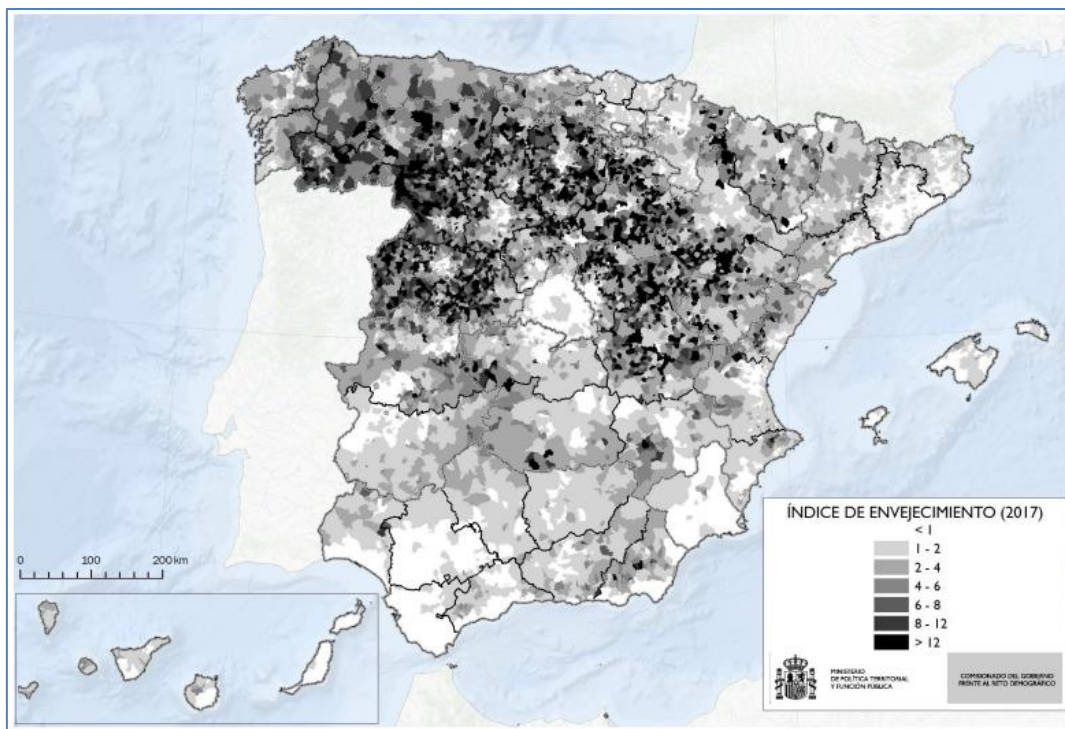 ÍNDICE DE ENVEJECIMIENTO (2017)
< 1
1 - 2
2 - 4
4 - 6
6 - 8
8 - 12
> 12
0 100 200 km
MINISTERIO
DE POLÍTICA TERRITORIAL
Y FUNCIÓN PÚBLICA
COMISIONADO DEL GOBIERNO
FRENTE AL RETO DEMOGRÁFICO